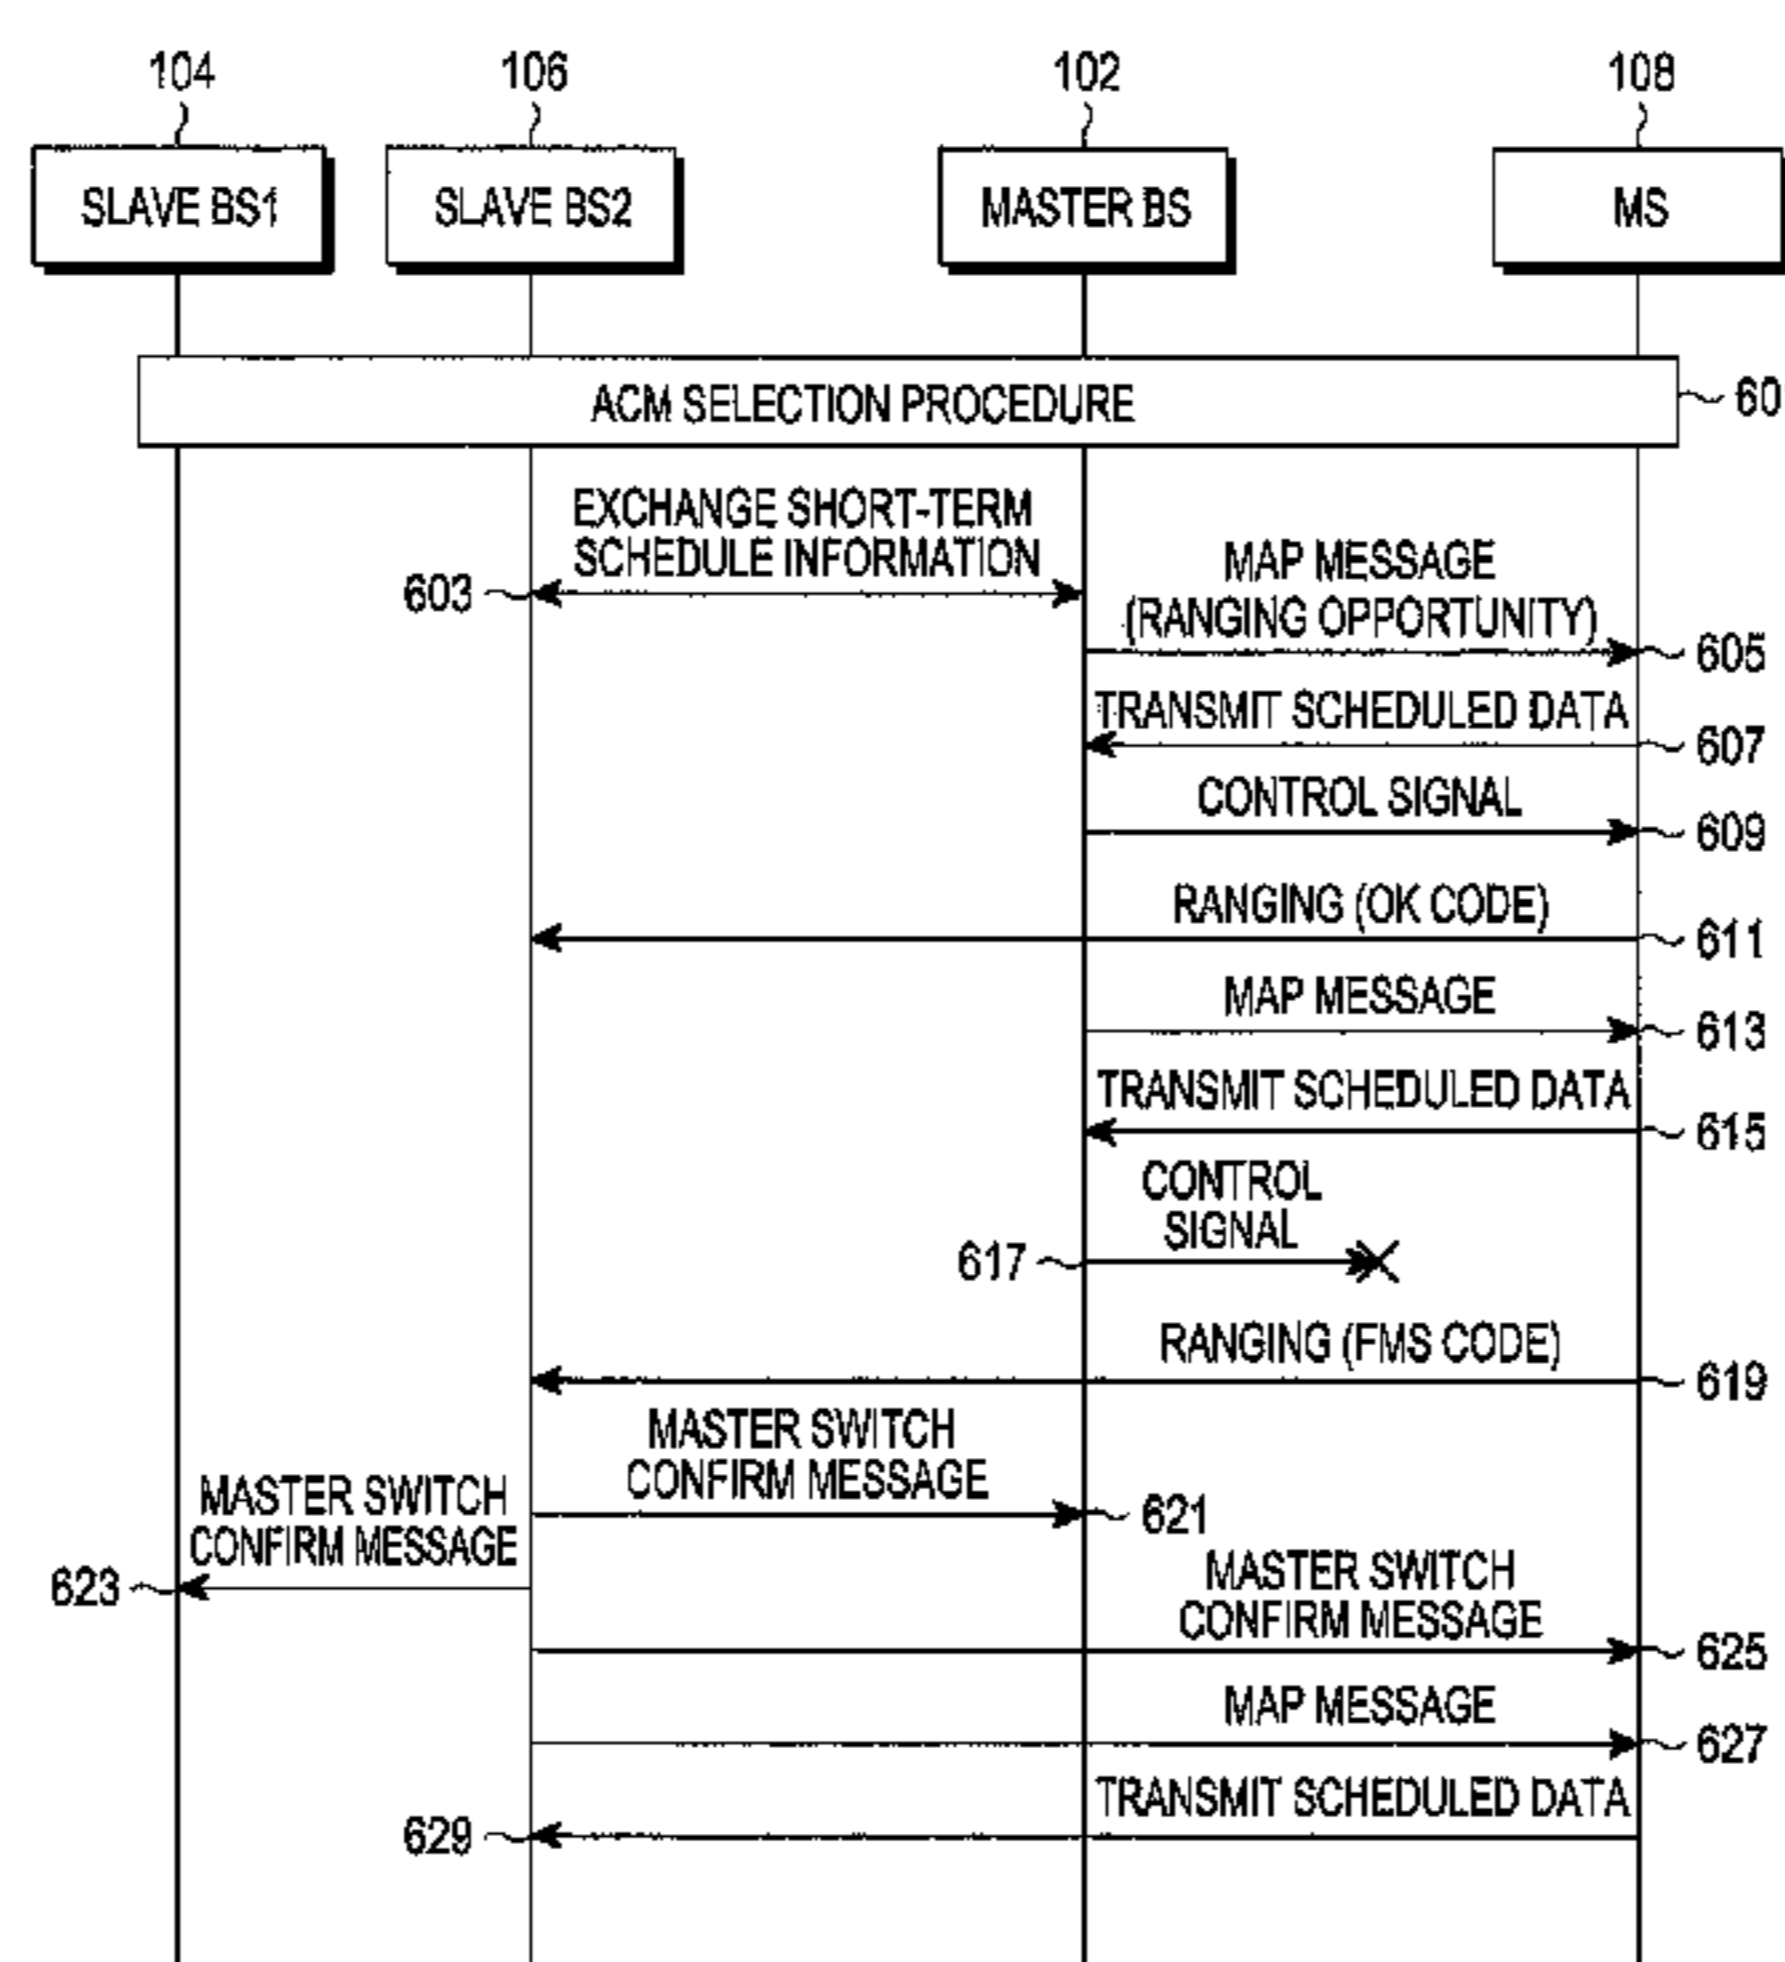 104
106
102
108
SLAVE BS1
SLAVE BS2
MASTER BS
MS
ACM SELECTION PROCEDURE
60
EXCHANGE SHORT-TERM
SCHEDULE INFORMATION
603
MAP MESSAGE
(RANGING OPPORTUNITY)
605
TRANSMIT SCHEDULED DATA
607
CONTROL SIGNAL
609
RANGING (OK CODE)
611
MAP MESSAGE
613
TRANSMIT SCHEDULED DATA
615
CONTROL
SIGNAL
617
RANGING (FMS CODE)
619
MASTER SWITCH
CONFIRM MESSAGE
621
MASTER SWITCH
CONFIRM MESSAGE
623
MASTER SWITCH
CONFIRM MESSAGE
625
MAP MESSAGE
627
TRANSMIT SCHEDULED DATA
629